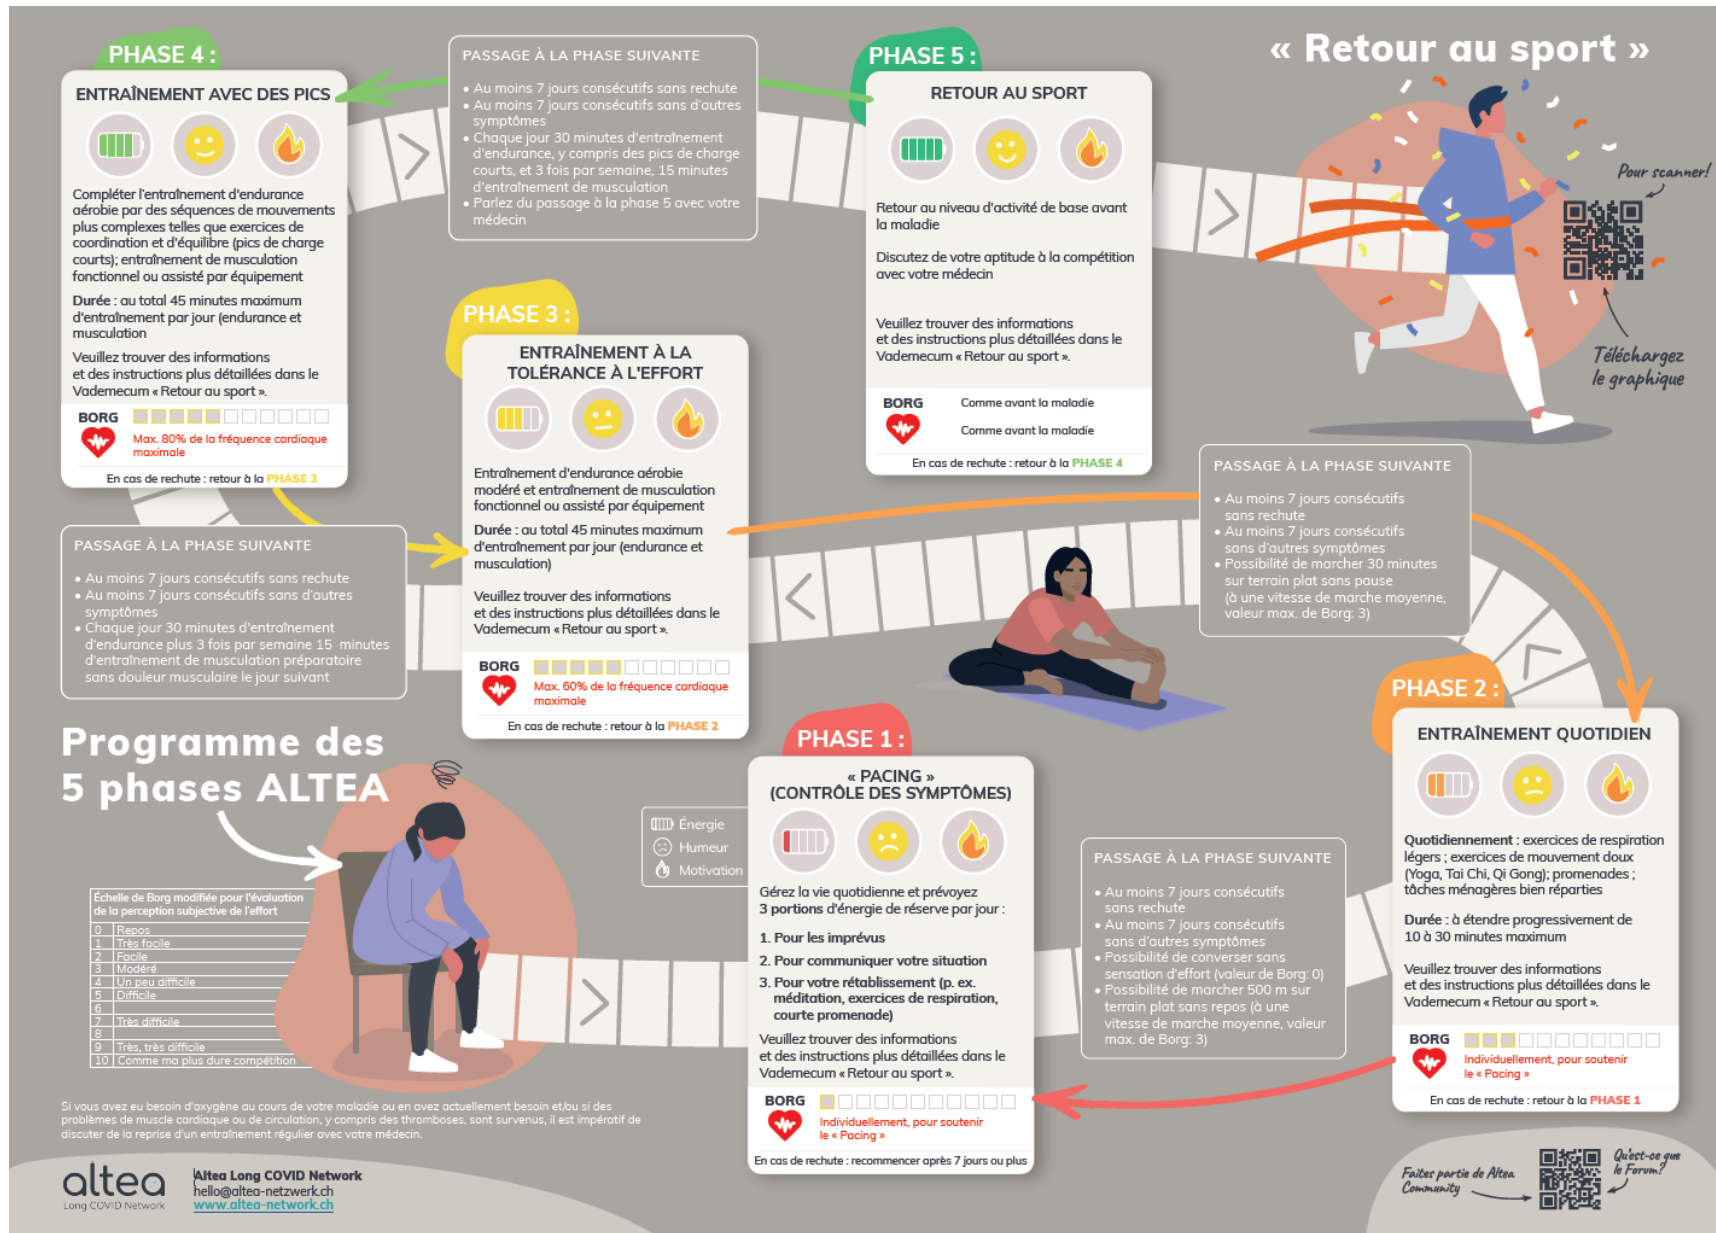 « Retour au sport »
Pour scanner!
Téléchargez
le graphique
PHASE 4 :
ENTRAÎNEMENT AVEC DES PICS
Compléter l'entraînement d'endurance
aérobie par des séquences de mouvements
plus complexes telles que exercices de
coordination et d'équilibre (pics de charge
courts); entraînement de musculation
fonctionnel ou assisté par équipement
Durée : au total 45 minutes maximum
d'entraînement par jour (endurance et
musculation
Veuillez trouver des informations
et des instructions plus détaillées dans le
Vademecum « Retour au sport ».
BORG
Max. 80% de la fréquence cardiaque
maximale
En cas de rechute : retour à la PHASE 3
PASSAGE À LA PHASE SUIVANTE
• Au moins 7 jours consécutifs sans rechute
• Au moins 7 jours consécutifs sans d'autres
symptômes
• Chaque jour 30 minutes d'entraînement
d'endurance, y compris des pics de charge
courts, et 3 fois par semaine, 15 minutes
d'entraînement de musculation
• Parlez du passage à la phase 5 avec votre
médecin
PHASE 5 :
RETOUR AU SPORT
Retour au niveau d'activité de base avant
la maladie
Discutez de votre aptitude à la compétition
avec votre médecin
Veuillez trouver des informations
et des instructions plus détaillées dans le
Vademecum « Retour au sport ».
BORG
Comme avant la maladie
Comme avant la maladie
En cas de rechute : retour à la PHASE 4
PHASE 3 :
ENTRAÎNEMENT À LA
TOLÉRANCE À L'EFFORT
Entraînement d'endurance aérobie
modéré et entraînement de musculation
fonctionnel ou assisté par équipement
Durée : au total 45 minutes maximum
d'entraînement par jour (endurance et
musculation)
Veuillez trouver des informations
et des instructions plus détaillées dans le
Vademecum « Retour au sport ».
BORG
Max. 60% de la fréquence cardiaque
maximale
En cas de rechute : retour à la PHASE 2
PASSAGE À LA PHASE SUIVANTE
• Au moins 7 jours consécutifs sans rechute
• Au moins 7 jours consécutifs sans d'autres
symptômes
• Chaque jour 30 minutes d'entraînement
d'endurance plus 3 fois par semaine 15 minutes
d'entraînement de musculation préparatoire
sans douleur musculaire le jour suivant
PASSAGE À LA PHASE SUIVANTE
• Au moins 7 jours consécutifs
sans rechute
• Au moins 7 jours consécutifs
sans d'autres symptômes
• Possibilité de marcher 30 minutes
sur terrain plat sans pause
(à une vitesse de marche moyenne,
valeur max. de Borg: 3)
PHASE 2 :
ENTRAÎNEMENT QUOTIDIEN
Quotidiennement : exercices de respiration
légers ; exercices de mouvement doux
(Yoga, Tai Chi, Qi Gong); promenades ;
tâches ménagères bien réparties
Durée : à étendre progressivement de
10 à 30 minutes maximum
Veuillez trouver des informations
et des instructions plus détaillées dans le
Vademecum « Retour au sport ».
BORG
Individuellement, pour soutenir
le « Pacing »
En cas de rechute : retour à la PHASE 1
PASSAGE À LA PHASE SUIVANTE
• Au moins 7 jours consécutifs
sans rechute
• Au moins 7 jours consécutifs
sans d'autres symptômes
• Possibilité de converser sans
sensation d'effort (valeur de Borg: 0)
• Possibilité de marcher 500 m sur
terrain plat sans repos (à une
vitesse de marche moyenne, valeur
max. de Borg: 3)
PHASE 1 :
« PACING »
(CONTRÔLE DES SYMPTÔMES)
Gérez la vie quotidienne et prévoyez
3 portions d'énergie de réserve par jour :
1. Pour les imprévus
2. Pour communiquer votre situation
3. Pour votre rétablissement (p. ex.
méditation, exercices de respiration,
courte promenade)
Veuillez trouver des informations
et des instructions plus détaillées dans le
Vademecum « Retour au sport ».
BORG
Individuellement, pour soutenir
le « Pacing »
En cas de rechute : recommencer après 7 jours ou plus
Énergie
Humeur
Motivation
Programme des
5 phases ALTEA
Échelle de Borg modifiée pour l'évaluation
de la perception subjective de l'effort
0 Repos
1 Très facile
2 Facile
3 Modéré
4 Un peu difficile
5 Difficile
6
7 Très difficile
8
9 Très, très difficile
10 Comme ma plus dure compétition
Si vous avez eu besoin d'oxygène au cours de votre maladie ou en avez actuellement besoin et/ou si des
problèmes de muscle cardiaque ou de circulation, y compris des thromboses, sont survenus, il est impératif de
discuter de la reprise d'un entraînement régulier avec votre médecin.
altea
Long COVID Network
Altea Long COVID Network
hello@altea-netzwerk.ch
www.altea-network.ch
Faites partie de Altea
Community
Qu'est-ce que
le Forum?